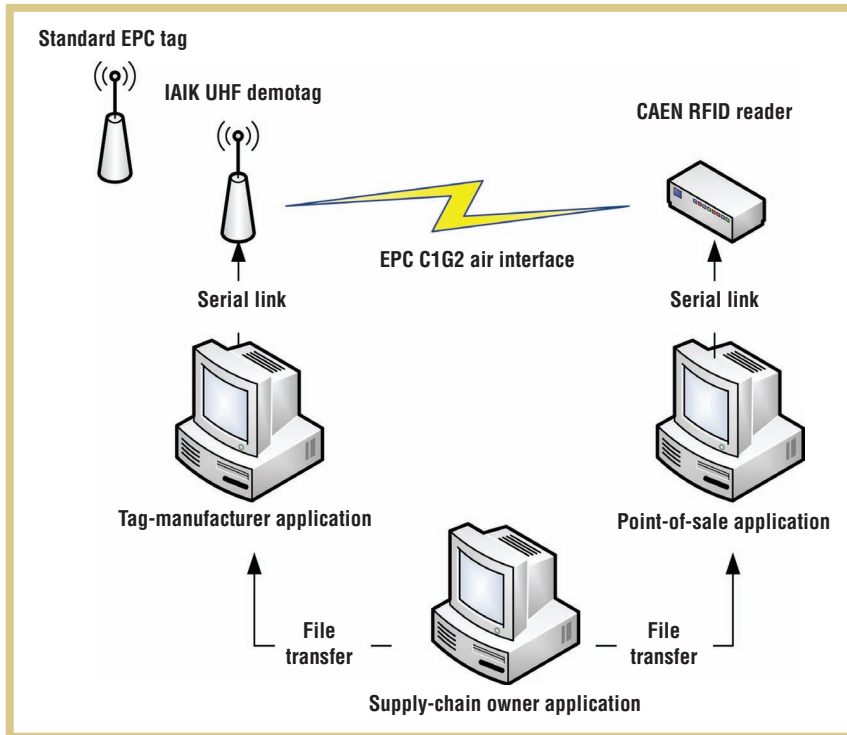 Standard EPC tag
IAIK UHF demotag
CAEN RFID reader
EPC C1G2 air interface
Serial link
Serial link
Tag-manufacturer application
Point-of-sale application
File
transfer
File
transfer
Supply-chain owner application